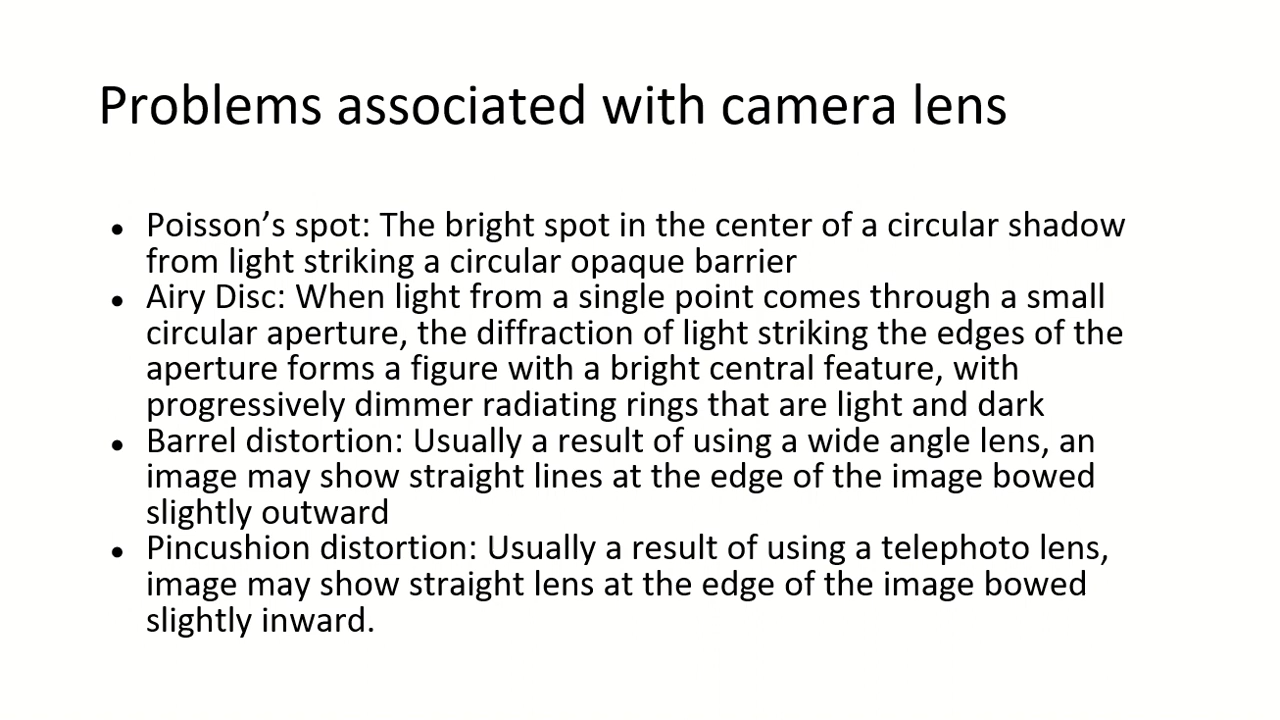 Problems associated with camera lens
● Poisson’s spot: The bright spot in the center of a circular shadow
from light striking a circular opaque barrier
● Airy Disc: When light from a single point comes through a small
circular aperture, the diffraction of light striking the edges of the
aperture forms a figure with a bright central feature, with
progressively dimmer radiating rings that are light and dark
● Barrel distortion: Usually a result of using a wide angle lens, an
image may show straight lines at the edge of the image bowed
slightly outward
● Pincushion distortion: Usually a result of using a telephoto lens,
image may show straight lens at the edge of the image bowed
slightly inward.